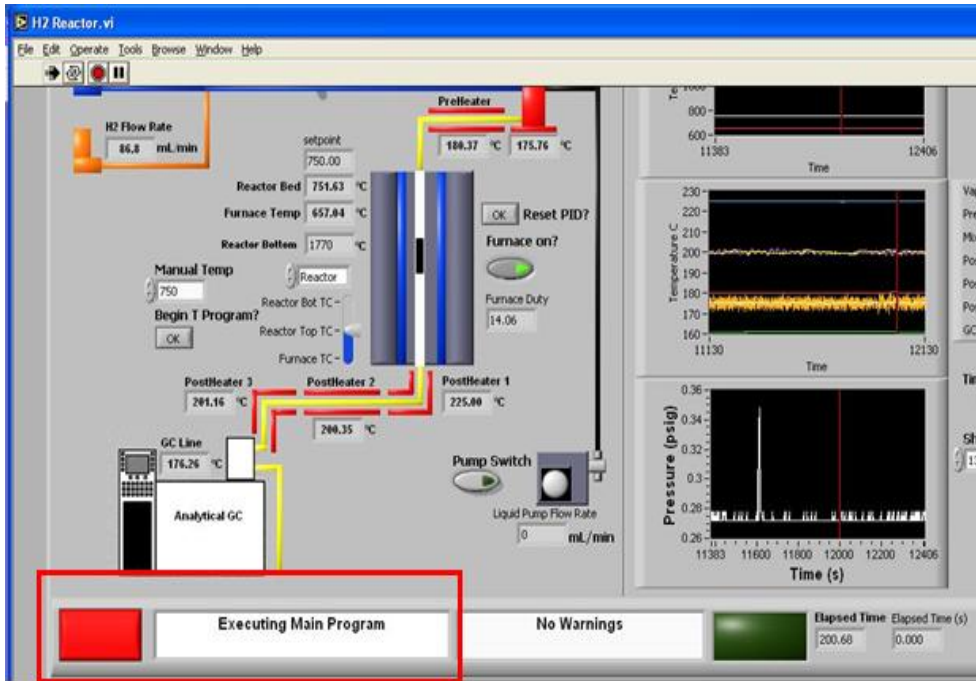 H2 Reactor.vi
File Edit Operate Tools Browse Window Help
H2 Flow Rate
86.8 mL/min
PreHeater
180.37 °C 175.76 °C
setpoint
750.00
Reactor Bed 751.63 °C
Furnace Temp 657.04 °C
Reactor Bottom 1770 °C
OK Reset PID?
Furnace on?
Manual Temp
750
Reactor
Begin T Program?
OK
Reactor Bot TC
Reactor Top TC
Furnace TC
Furnace Duty
14.06
PostHeater 3
201.16 °C
PostHeater 2
200.35 °C
PostHeater 1
225.00 °C
GC Line
176.26 °C
Analytical GC
Pump Switch
Liquid Pump Flow Rate
0 mL/min
800
600
11383 12406
Time
Temperature C
230
220
210
200
190
180
170
160
11130 12130
Time
Pressure (psig)
0.36
0.34
0.32
0.3
0.28
0.26
11383 11600 11800 12000 12200 12406
Time (s)
Executing Main Program
No Warnings
Elapsed Time
200.68
Elapsed Time (s)
0.000